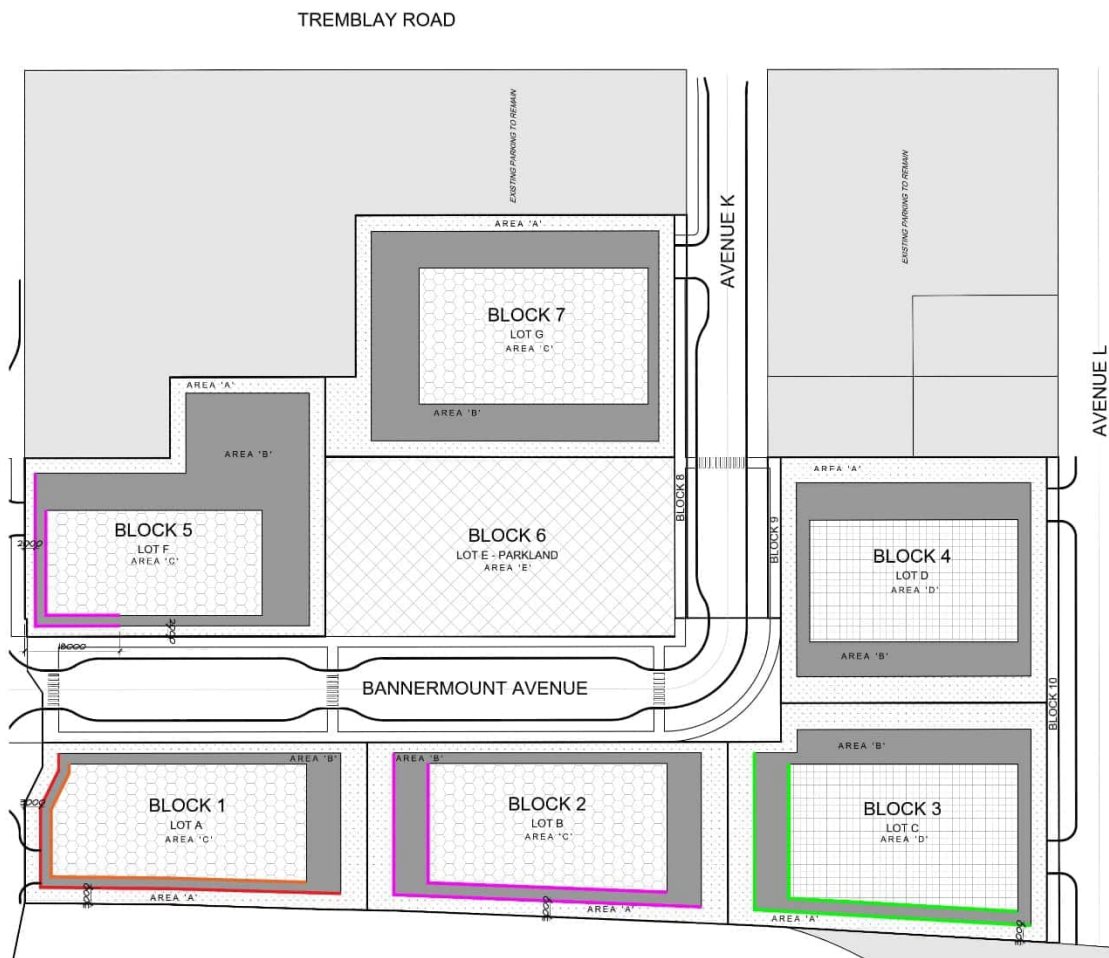 TREMBLAY ROAD
EXISTING PARKING TO REMAIN
EXISTING PARKING TO REMAIN
AVENUE K
AVENUE L
AREA 'A'
BLOCK 7
LOT G
AREA 'C'
AREA 'B'
AREA 'A'
AREA 'B'
BLOCK 5
LOT F
AREA 'C'
BLOCK 6
LOT E - PARKLAND
AREA 'E'
BLOCK 8
BLOCK 9
AREA 'A'
BLOCK 4
LOT D
AREA 'D'
AREA 'B'
BLOCK 10
BANNERMOUNT AVENUE
AREA 'B'
BLOCK 1
LOT A
AREA 'C'
AREA 'A'
AREA 'B'
BLOCK 2
LOT B
AREA 'C'
AREA 'A'
AREA 'B'
BLOCK 3
LOT C
AREA 'D'
AREA 'A'